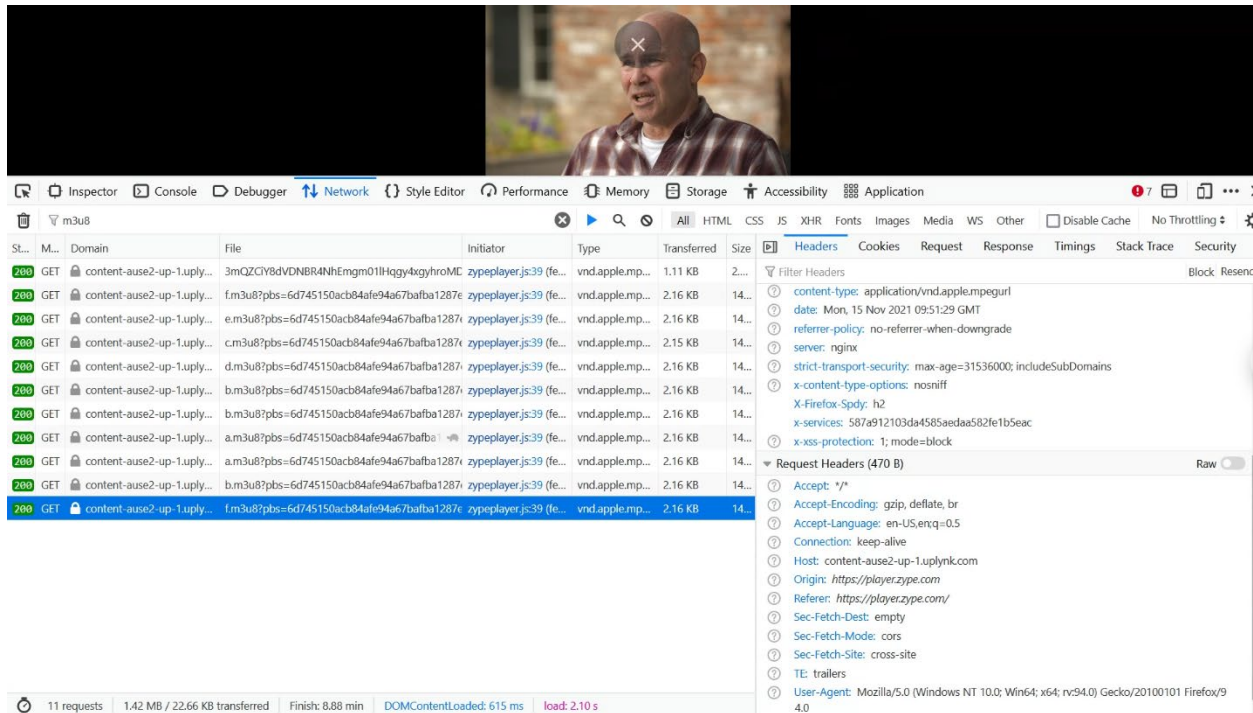 Inspector Console Debugger Network Style Editor Performance Memory Storage Accessibility Application 7
m3u8 All HTML CSS JS XHR Fonts Images Media WS Other Disable Cache No Throttling
St... M... Domain File Initiator Type Transferred Size Headers Cookies Request Response Timings Stack Trace Security
200 GET content-ause2-up-1.uply... zypeplayer.js:39 (fe... vnd.apple.mp... 1.11 KB 2....
200 GET content-ause2-up-1.uply... f.m3u8?pbs=6d745150acb84afe94a67bafba1287e zypeplayer.js:39 (fe... vnd.apple.mp... 2.16 KB 14...
200 GET content-ause2-up-1.uply... e.m3u8?pbs=6d745150acb84afe94a67bafba1287e zypeplayer.js:39 (fe... vnd.apple.mp... 2.16 KB 14...
200 GET content-ause2-up-1.uply... c.m3u8?pbs=6d745150acb84afe94a67bafba1287e zypeplayer.js:39 (fe... vnd.apple.mp... 2.15 KB 14...
200 GET content-ause2-up-1.uply... d.m3u8?pbs=6d745150acb84afe94a67bafba1287e zypeplayer.js:39 (fe... vnd.apple.mp... 2.16 KB 14...
200 GET content-ause2-up-1.uply... b.m3u8?pbs=6d745150acb84afe94a67bafba1287e zypeplayer.js:39 (fe... vnd.apple.mp... 2.16 KB 14...
200 GET content-ause2-up-1.uply... b.m3u8?pbs=6d745150acb84afe94a67bafba1287e zypeplayer.js:39 (fe... vnd.apple.mp... 2.16 KB 14...
200 GET content-ause2-up-1.uply... a.m3u8?pbs=6d745150acb84afe94a67bafba1 zypeplayer.js:39 (fe... vnd.apple.mp... 2.16 KB 14...
200 GET content-ause2-up-1.uply... a.m3u8?pbs=6d745150acb84afe94a67bafba1287e zypeplayer.js:39 (fe... vnd.apple.mp... 2.16 KB 14...
200 GET content-ause2-up-1.uply... b.m3u8?pbs=6d745150acb84afe94a67bafba1287e zypeplayer.js:39 (fe... vnd.apple.mp... 2.16 KB 14...
200 GET content-ause2-up-1.uply... f.m3u8?pbs=6d745150acb84afe94a67bafba1287e zypeplayer.js:39 (fe... vnd.apple.mp... 2.16 KB 14...
11 requests 1.42 MB / 22.66 KB transferred Finish: 8.88 min DOMContentLoaded: 615 ms load: 2.10 s
Filter Headers Block Resend
content-type: application/vnd.apple.mpegurl
date: Mon, 15 Nov 2021 09:51:29 GMT
referrer-policy: no-referrer-when-downgrade
server: nginx
strict-transport-security: max-age=31536000; includeSubDomains
x-content-type-options: nosniff
X-Firefox-Spdy: h2
x-services: 587a912103da4585aedaa582fe1b5eac
x-xss-protection: 1; mode=block
Request Headers (470 B) Raw
Accept: */*
Accept-Encoding: gzip, deflate, br
Accept-Language: en-US,en;q=0.5
Connection: keep-alive
Host: content-ause2-up-1.uplynk.com
Origin: https://player.zype.com
Referer: https://player.zype.com/
Sec-Fetch-Dest: empty
Sec-Fetch-Mode: cors
Sec-Fetch-Site: cross-site
TE: trailers
User-Agent: Mozilla/5.0 (Windows NT 10.0; Win64; x64; rv:94.0) Gecko/20100101 Firefox/9
4.0